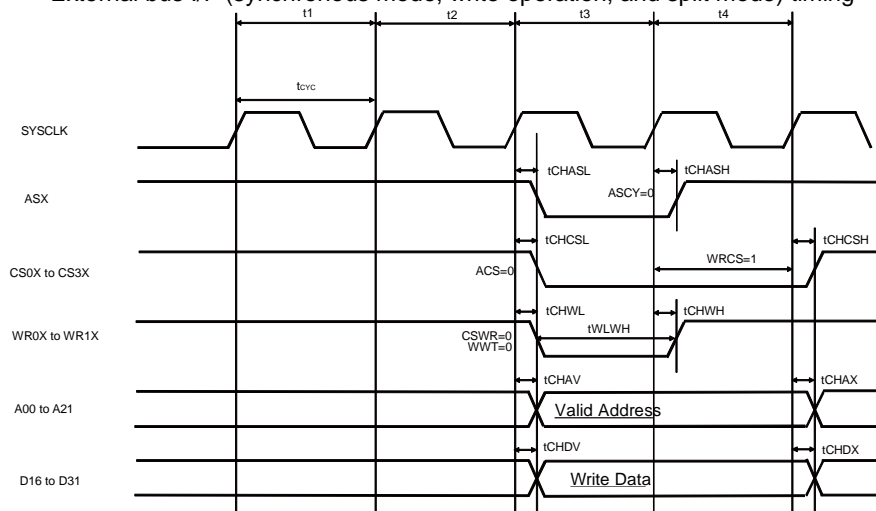 External bus I/F (synchronous mode, write operation, and split mode) timing
t1 t2 t3 t4
tCYC
SYSCLK
tCHASL tCHASH
ASX
ASCY=0
tCHCSL tCHCSH
WRCS=1
CS0X to CS3X
ACS=0
tCHWL tCHWH
tWLWH
WR0X to WR1X
CSWR=0
WWT=0
tCHAV tCHAX
A00 to A21
Valid Address
tCHDV tCHDX
D16 to D31
Write Data